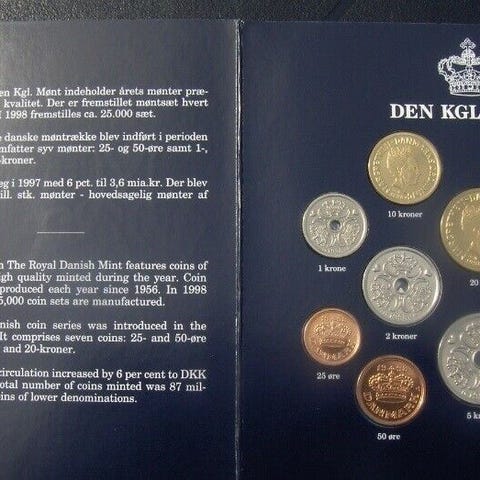 en Kgl. Mønt indeholder årets mønter præ-
kvalitet. Der er fremstillet møntsæt hvert
1998 fremstilles ca. 25.000 sæt.
e danske møntrække blev indført i perioden
mfatter syv mønter: 25- og 50-øre samt 1-,
-kroner.
eg i 1997 med 6 pct. til 3,6 mia.kr. Der blev
ill. stk. mønter - hovedsagelig mønter af
n The Royal Danish Mint features coins of
igh quality minted during the year. Coin
produced each year since 1956. In 1998
5,000 coin sets are manufactured.
nish coin series was introduced in the
It comprises seven coins: 25- and 50-øre
and 20-kroner.
circulation increased by 6 per cent to DKK
otal number of coins minted was 87 mil-
ins of lower denominations.
DEN KGL
10 kroner
1 krone
20
2 kroner
25 øre
5 k
DANMARK
50 øre